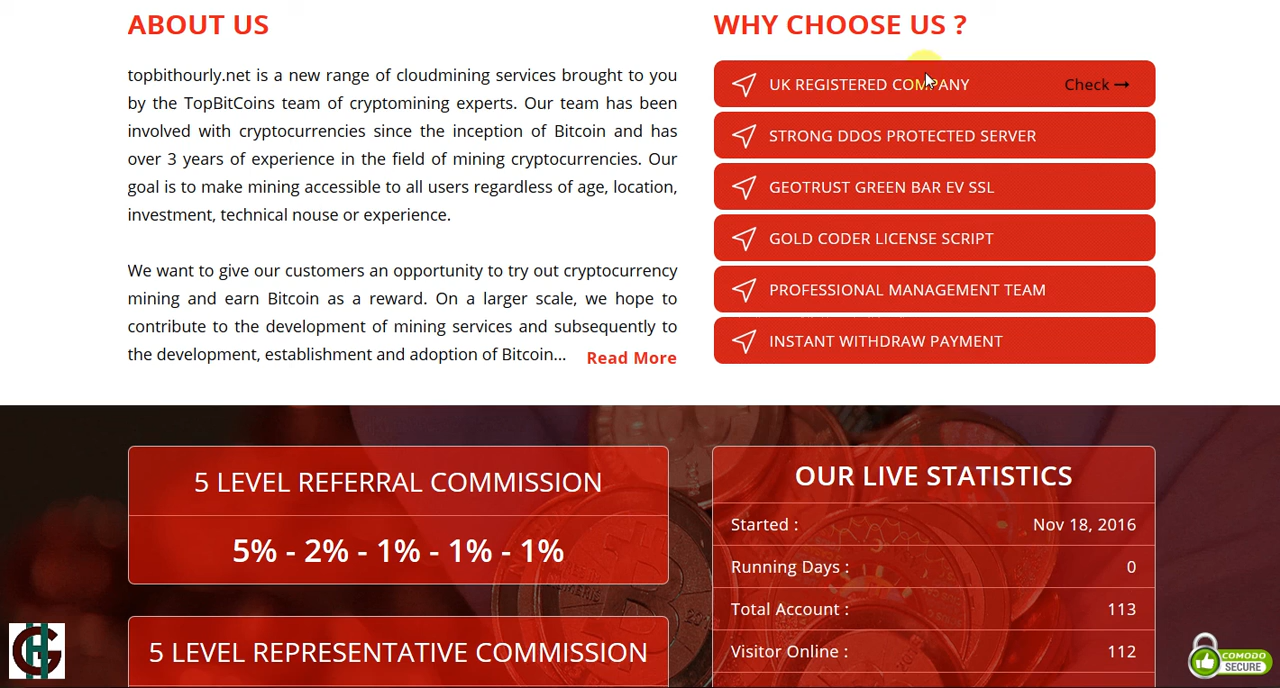 ABOUT US
topbithourly.net is a new range of cloudmining services brought to you
by the TopBitCoins team of cryptomining experts. Our team has been
involved with cryptocurrencies since the inception of Bitcoin and has
over 3 years of experience in the field of mining cryptocurrencies. Our
goal is to make mining accessible to all users regardless of age, location,
investment, technical nouse or experience.
We want to give our customers an opportunity to try out cryptocurrency
mining and earn Bitcoin as a reward. On a larger scale, we hope to
contribute to the development of mining services and subsequently to
the development, establishment and adoption of Bitcoin... Read More
WHY CHOOSE US ?
UK REGISTERED COMPANY Check →
STRONG DDOS PROTECTED SERVER
GEOTRUST GREEN BAR EV SSL
GOLD CODER LICENSE SCRIPT
PROFESSIONAL MANAGEMENT TEAM
INSTANT WITHDRAW PAYMENT
5 LEVEL REFERRAL COMMISSION
5% - 2% - 1% - 1% - 1%
5 LEVEL REPRESENTATIVE COMMISSION
OUR LIVE STATISTICS
Started : Nov 18, 2016
Running Days : 0
Total Account : 113
Visitor Online : 112
COMODO
SECURE